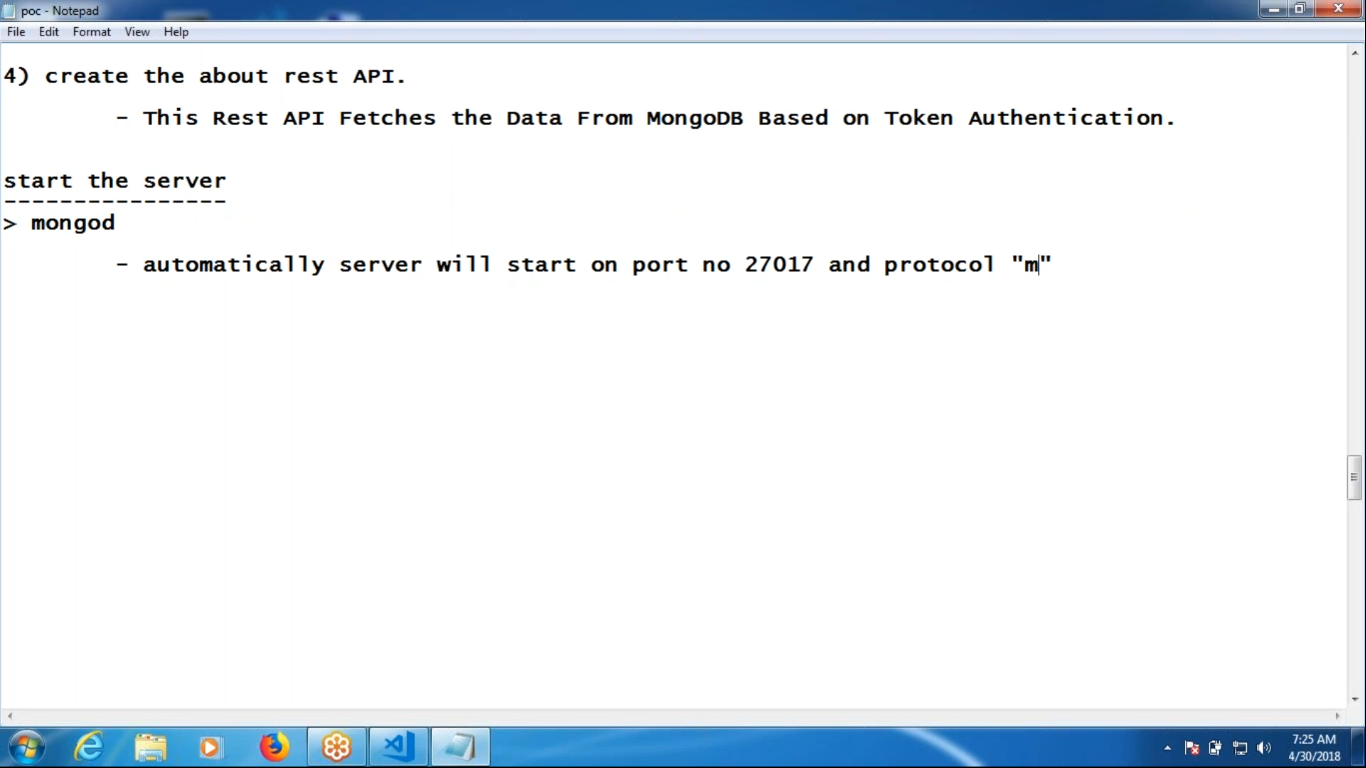 poc - Notepad
File Edit Format View Help
4) create the about rest API.
- This Rest API Fetches the Data From MongoDB Based on Token Authentication.
start the server
----------------
> mongod
- automatically server will start on port no 27017 and protocol "m"
7:25 AM
4/30/2018